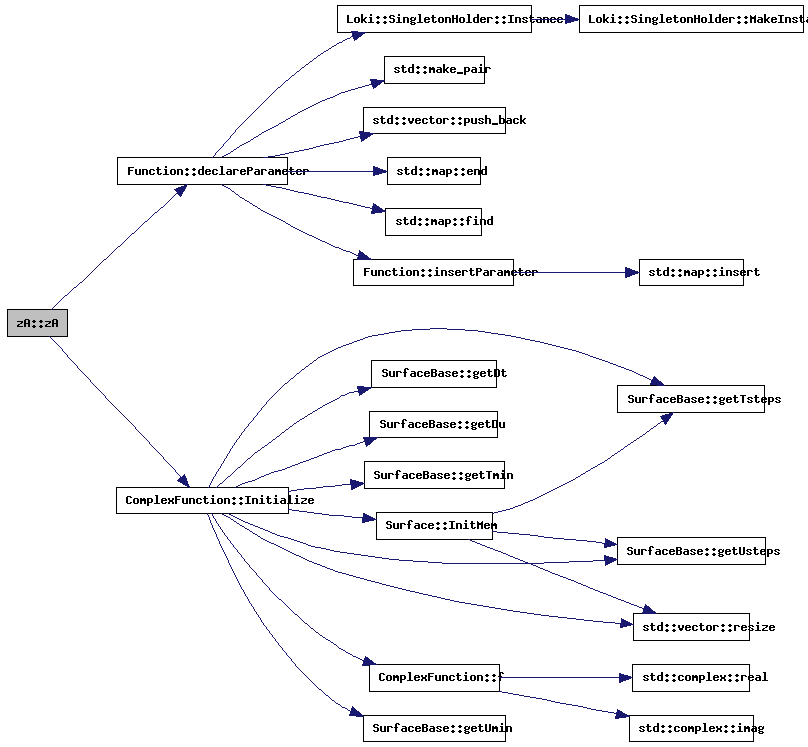 Loki::SingletonHolder::Instance
Loki::SingletonHolder::MakeInsta
std::make_pair
std::vector::push_back
Function::declareParameter
std::map::end
std::map::find
Function::insertParameter
std::map::insert
zA::zA
SurfaceBase::getDt
SurfaceBase::getTsteps
SurfaceBase::getDu
SurfaceBase::getTmin
ComplexFunction::Initialize
Surface::InitMem
SurfaceBase::getUsteps
std::vector::resize
ComplexFunction::f
std::complex::real
SurfaceBase::getUmin
std::complex::imag